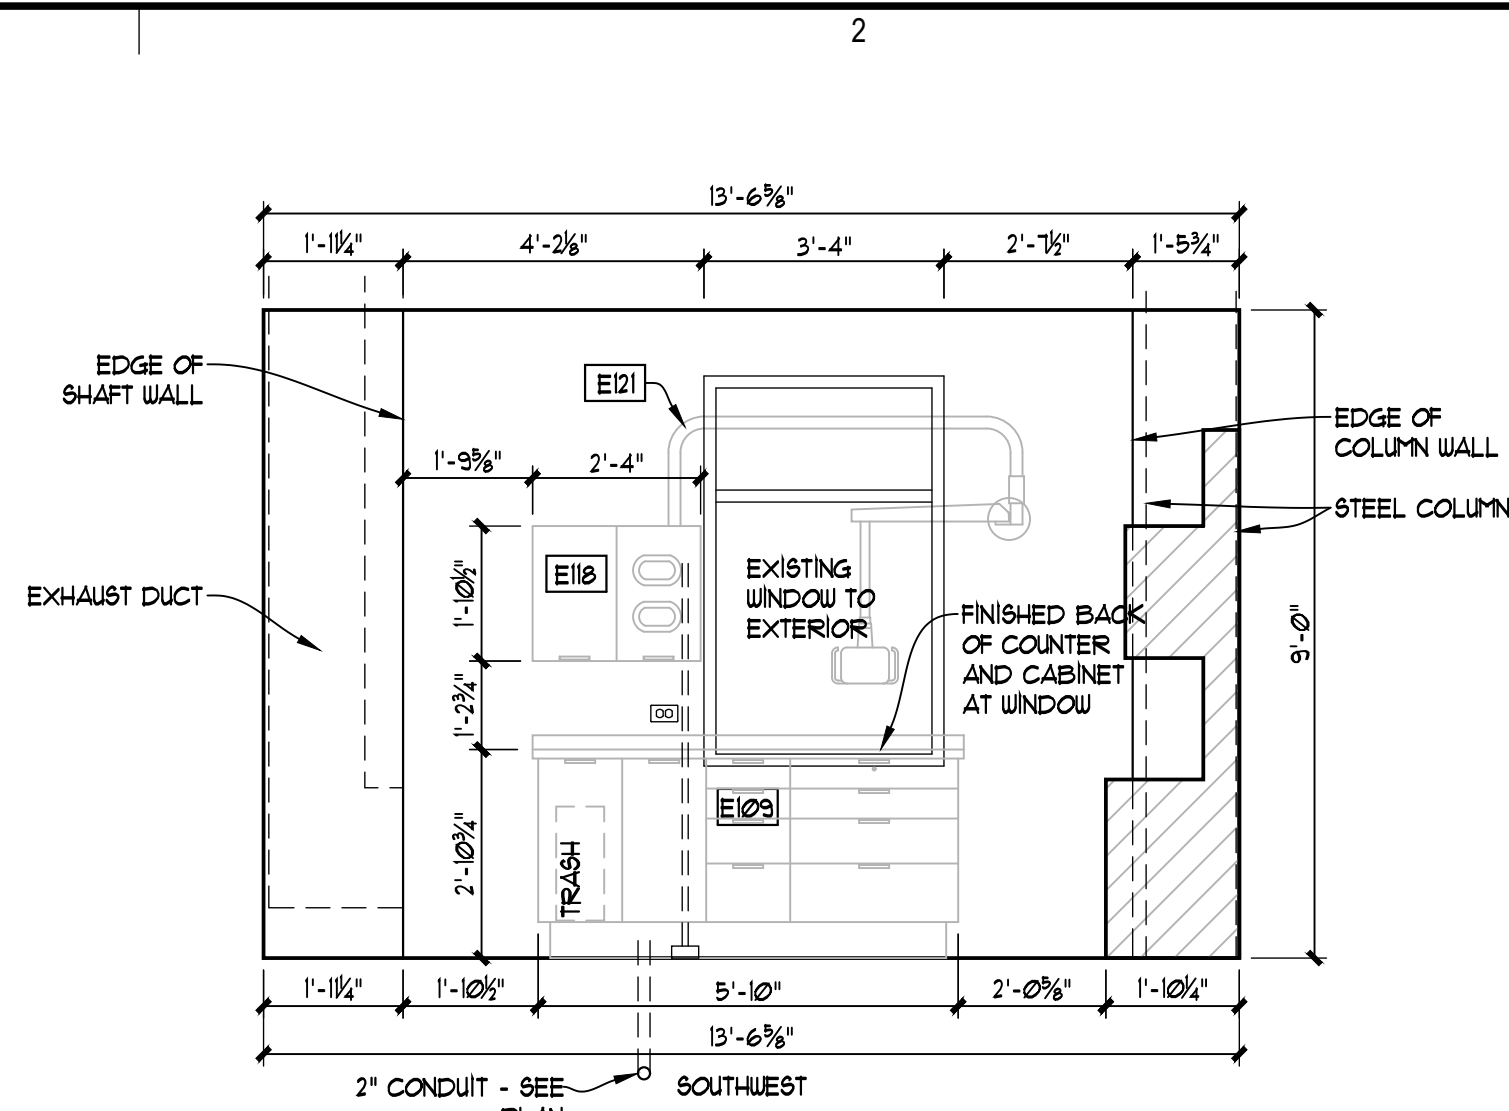 2
13'-6⅝"
1'-11¼" 4'-2⅛" 3'-4" 2'-7½" 1'-5¾"
EDGE OF
SHAFT WALL
E121
EDGE OF
COLUMN WALL
1'-9⅝" 2'-4"
STEEL COLUMN
EXHAUST DUCT
1'-10½"
E118
EXISTING
WINDOW TO
EXTERIOR
FINISHED BACK
OF COUNTER
AND CABINET
AT WINDOW
9'-0"
1'-2¾"
2'-10¾"
E109
TRASH
1'-11¼" 1'-10½" 5'-10" 2'-0⅝" 1'-10¼"
13'-6⅝"
2" CONDUIT - SEE
PLAN
SOUTHWEST